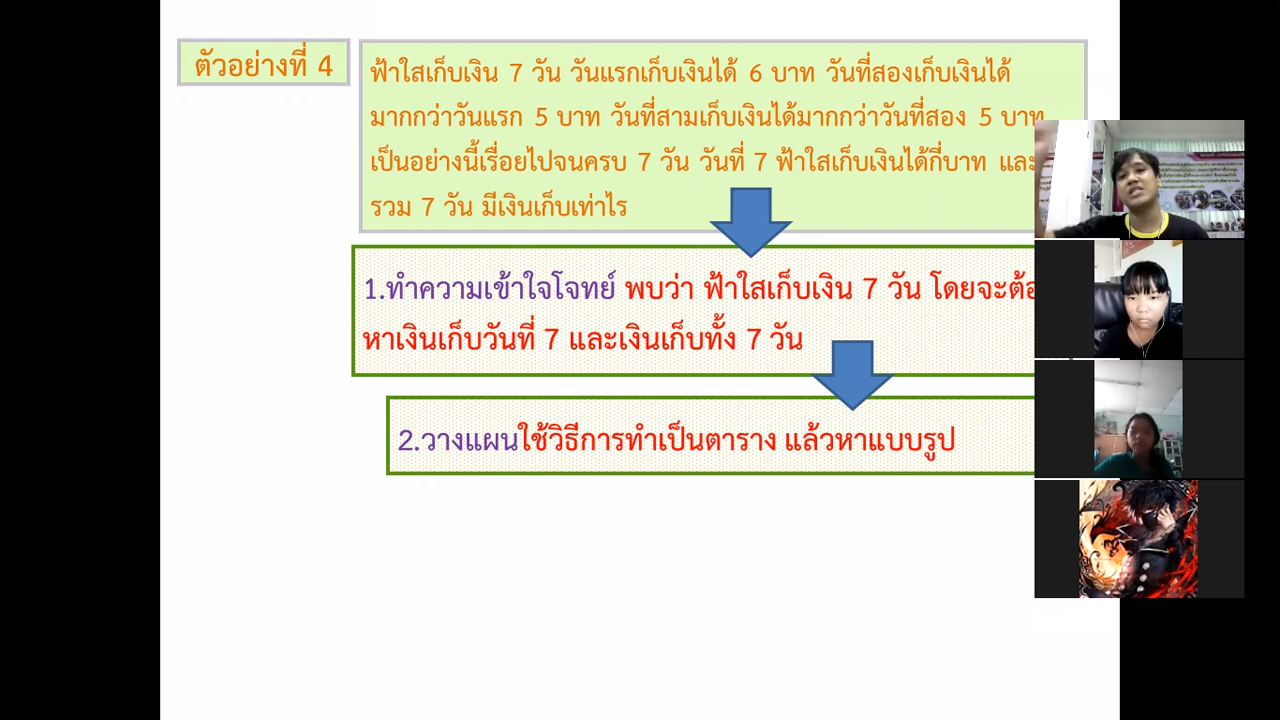 ตัวอย่างที่ 4
ฟ้าใสเก็บเงิน 7 วัน วันแรกเก็บเงินได้ 6 บาท วันที่สองเก็บเงินได้
มากกว่าวันแรก 5 บาท วันที่สามเก็บเงินได้มากกว่าวันที่สอง 5 บาท
เป็นอย่างนี้เรื่อยไปจนครบ 7 วัน วันที่ 7 ฟ้าใสเก็บเงินได้กี่บาท และ
รวม 7 วัน มีเงินเก็บเท่าไร
1.ทำความเข้าใจโจทย์ พบว่า ฟ้าใสเก็บเงิน 7 วัน โดยจะต้อ
หาเงินเก็บวันที่ 7 และเงินเก็บทั้ง 7 วัน
2.วางแผนใช้วิธีการทำเป็นตาราง แล้วหาแบบรูป